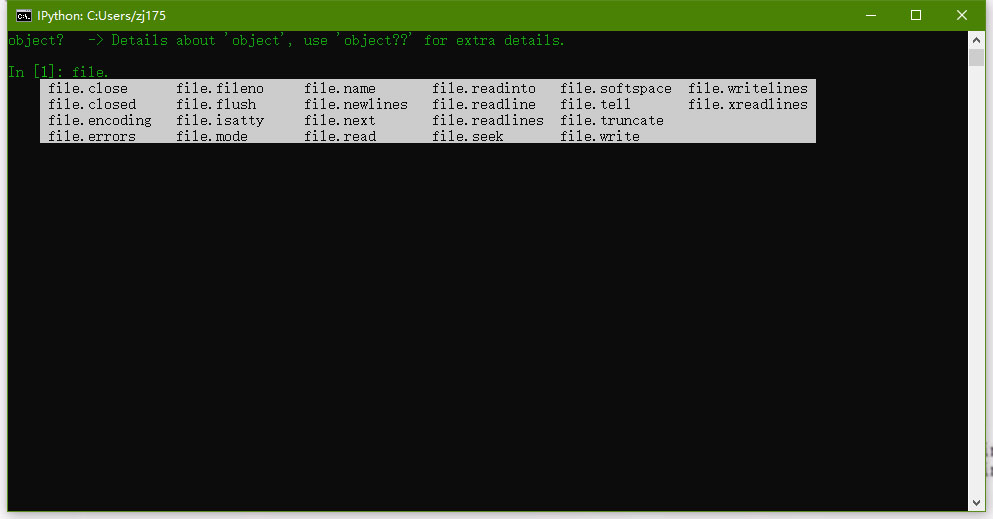 IPython: C:Users/zj175
object?   -> Details about 'object', use 'object??' for extra details.
In [1]: file.
file.close      file.fileno     file.name       file.readinto   file.softspace  file.writelines
file.closed     file.flush      file.newlines   file.readline   file.tell       file.xreadlines
file.encoding   file.isatty     file.next       file.readlines  file.truncate
file.errors     file.mode       file.read       file.seek       file.write